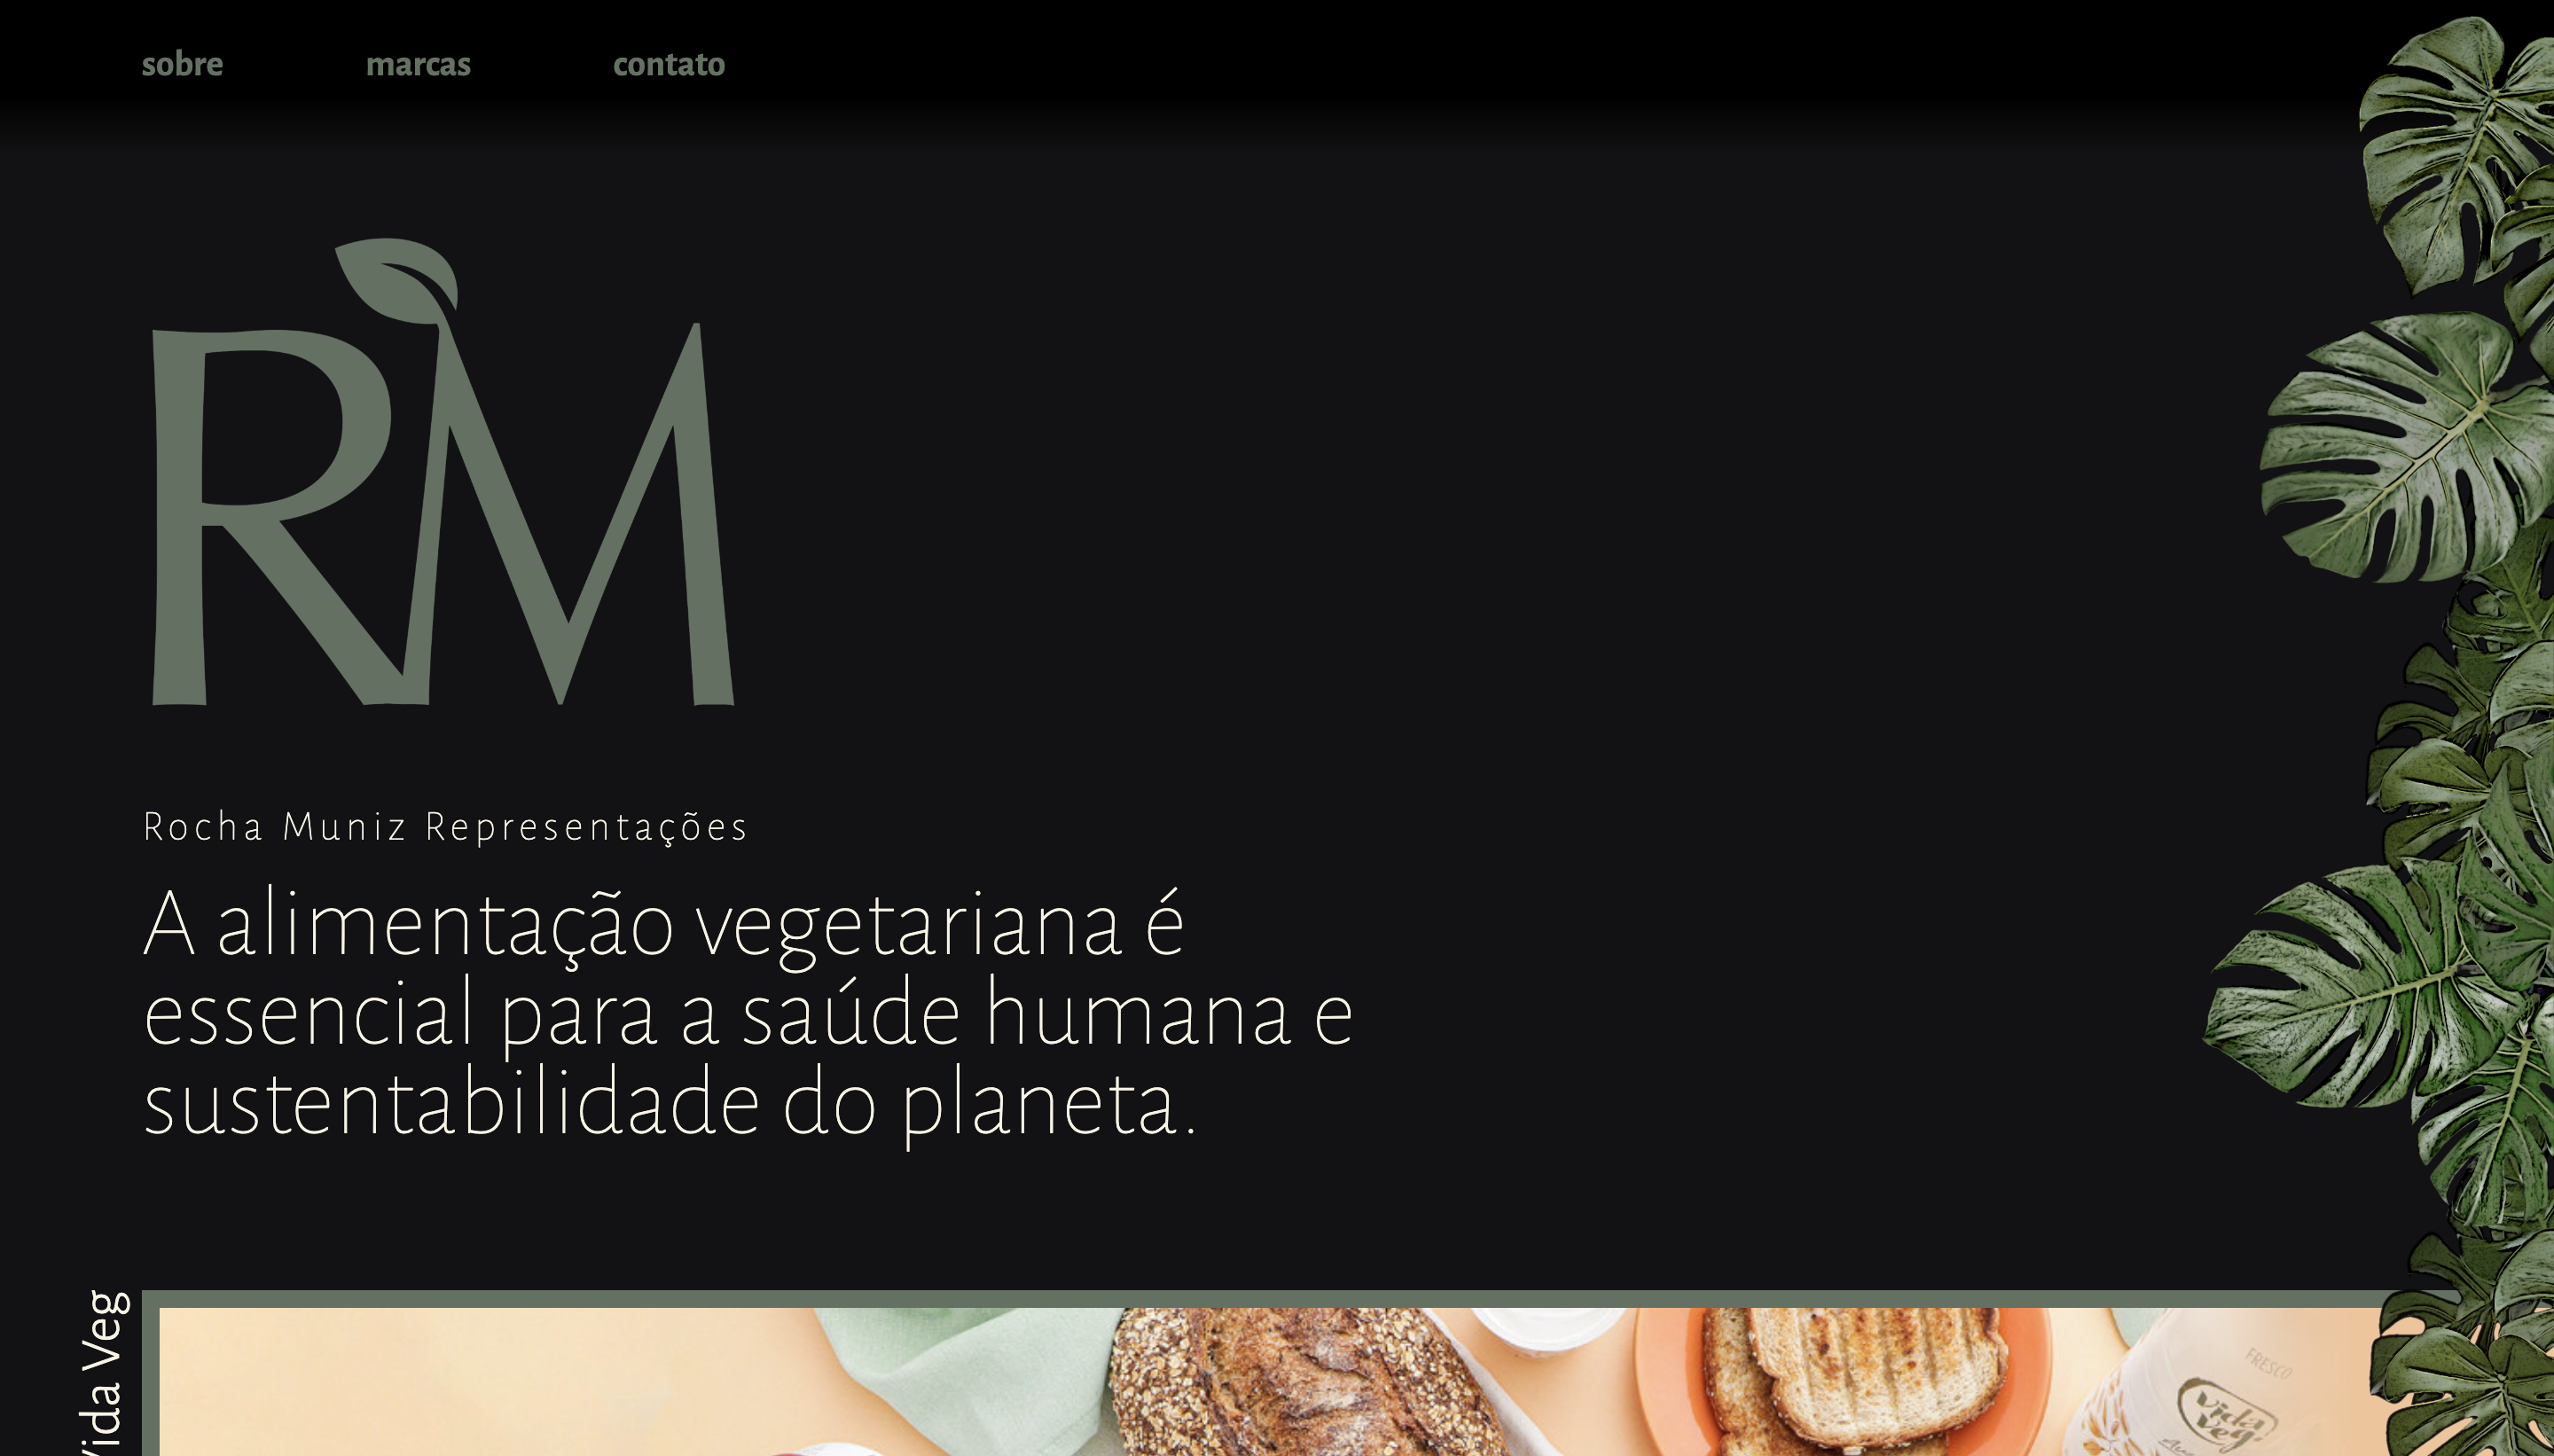 sobre marcas contato
RM
Rocha Muniz Representações
A alimentação vegetariana é
essencial para a saúde humana e
sustentabilidade do planeta.
Vida Veg
FRESCO
Vida
Veg